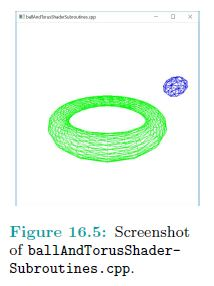 ballAndTorusShaderSubroutines.cpp
Figure 16.5: Screenshot
of ballAndTorusShader-
Subroutines.cpp.